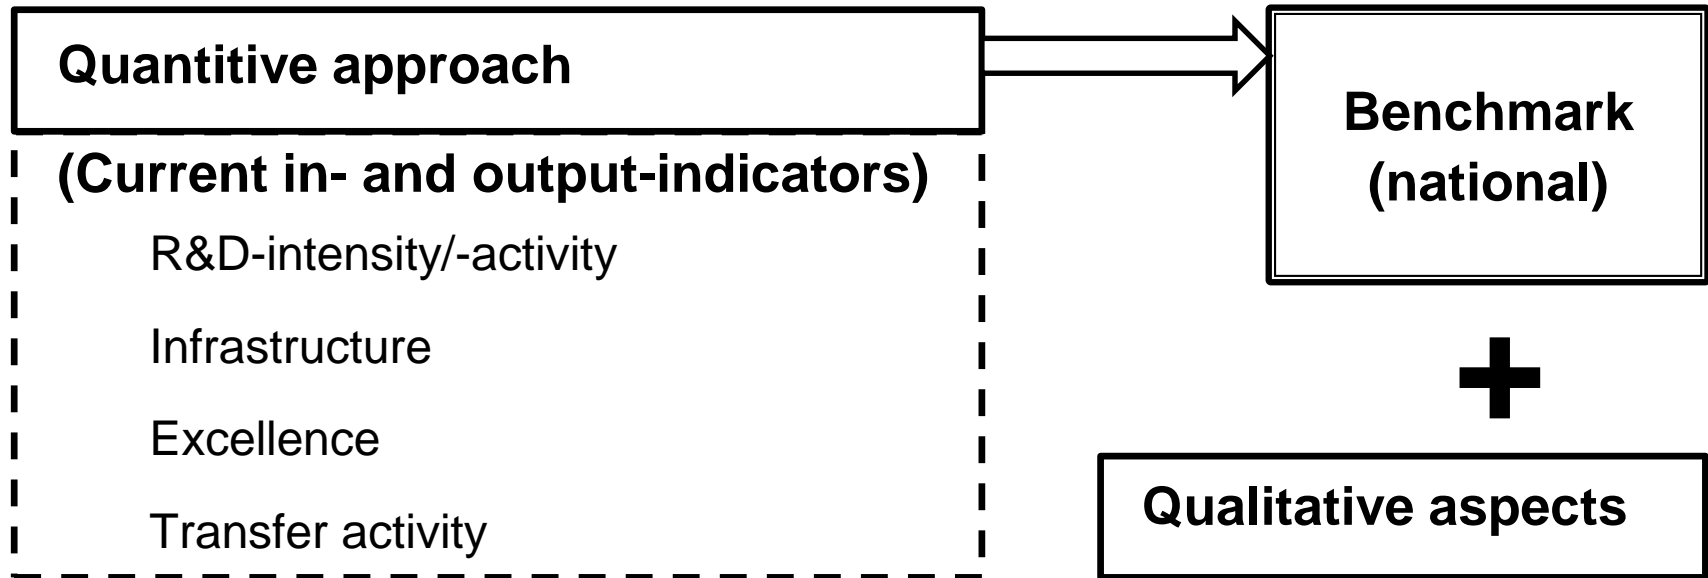 Quantitive approach
(Current in- and output-indicators)
R&D-intensity/-activity
Infrastructure
Excellence
Transfer activity
Benchmark
(national)
+
Qualitative aspects